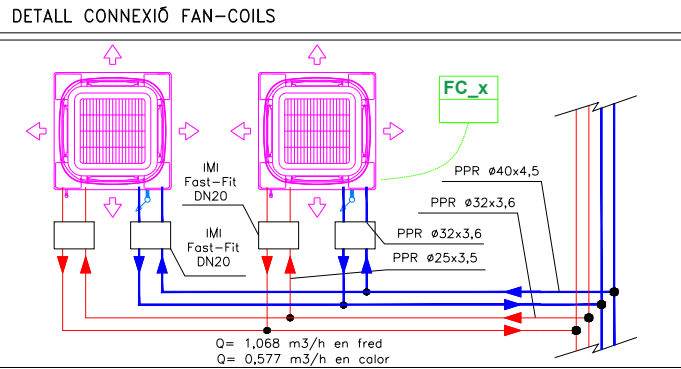 DETALL CONNEXIÓ FAN-COILS
FC_x
IMI
Fast-Fit
DN20
IMI
Fast-Fit
DN20
PPR ø40x4,5
PPR ø32x3,6
PPR ø32x3,6
PPR ø25x3,5
Q= 1,068 m3/h en fred
Q= 0,577 m3/h en calor